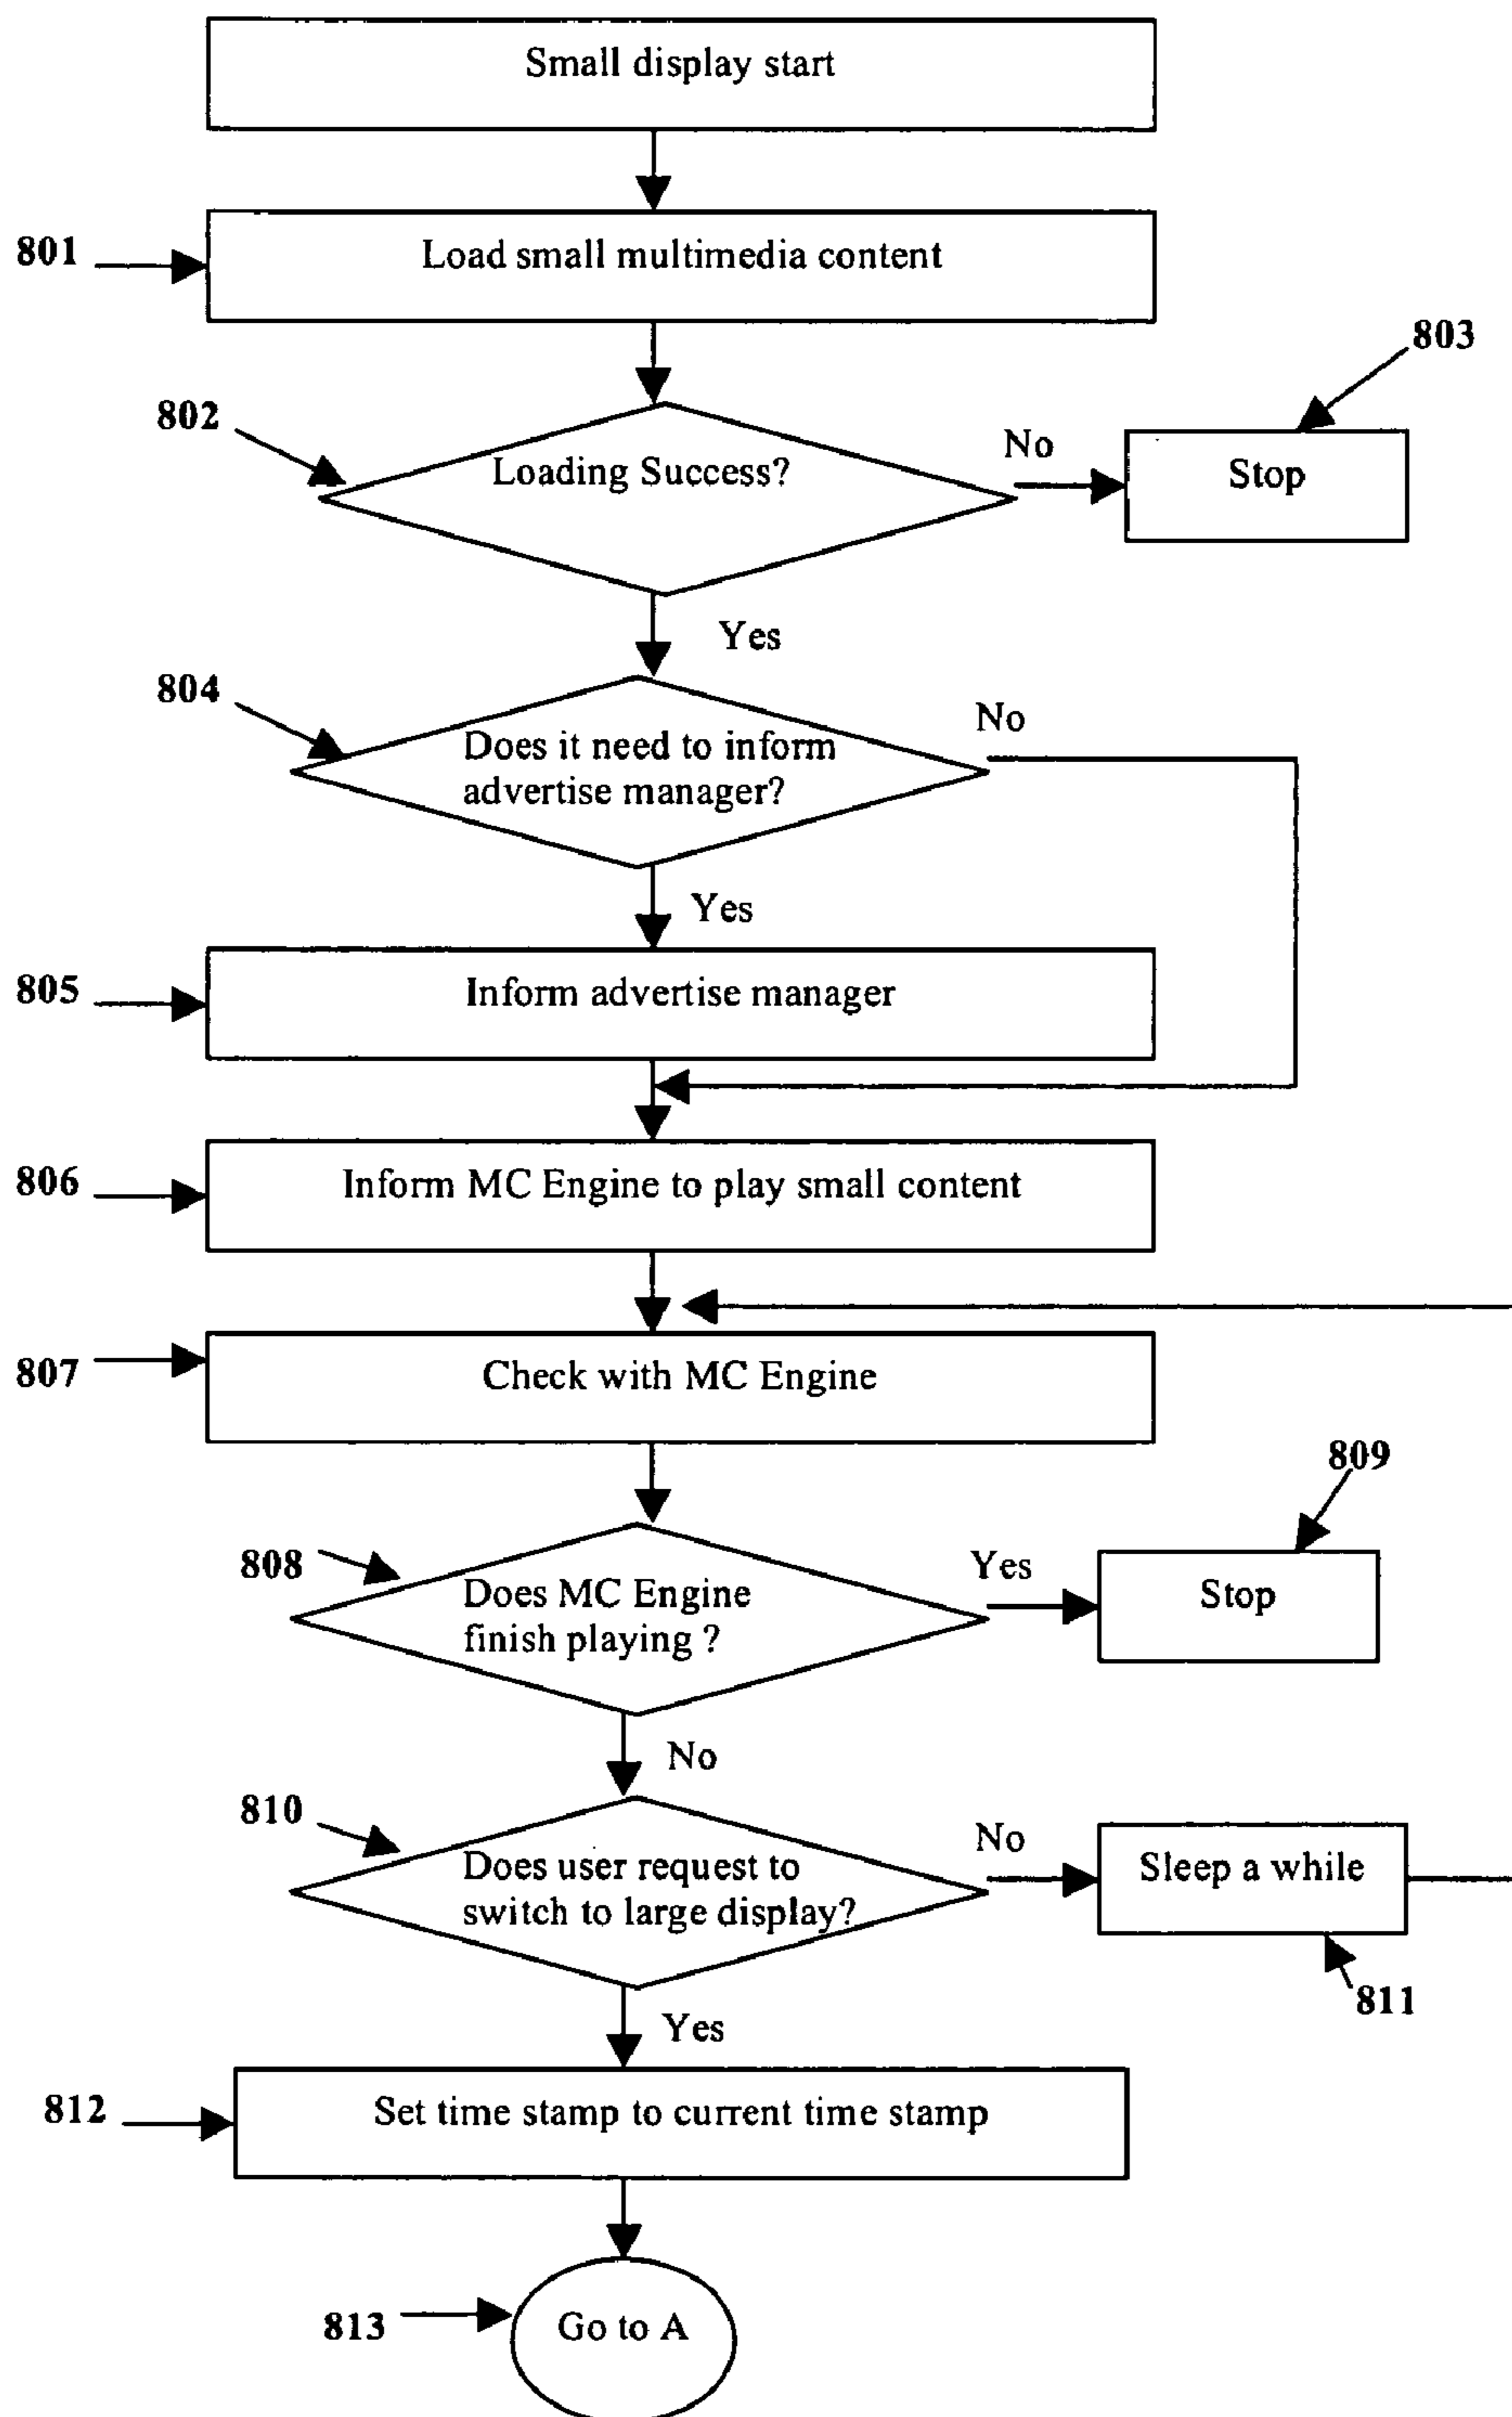 Small display start
801
Load small multimedia content
803
802
Loading Success?
No
Stop
Yes
804
No
Does it need to inform
advertise manager?
Yes
805
Inform advertise manager
806
Inform MC Engine to play small content
807
Check with MC Engine
809
808
Does MC Engine
finish playing ?
Yes
Stop
No
810
Does user request to
switch to large display?
No
Sleep a while
811
Yes
812
Set time stamp to current time stamp
813
Go to A